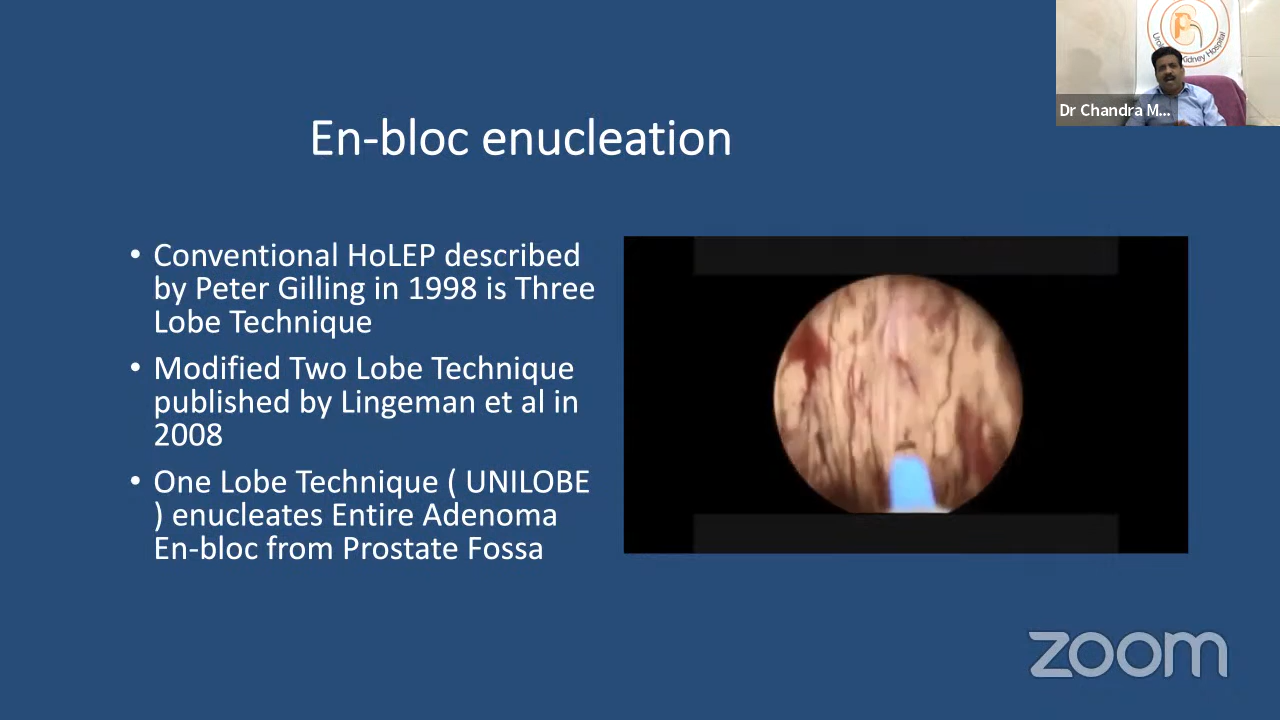 Kidney Hospital
Dr Chandra M...
En-bloc enucleation
• Conventional HoLEP described
by Peter Gilling in 1998 is Three
Lobe Technique
• Modified Two Lobe Technique
published by Lingeman et al in
2008
• One Lobe Technique ( UNILOBE
) enucleates Entire Adenoma
En-bloc from Prostate Fossa
zoom